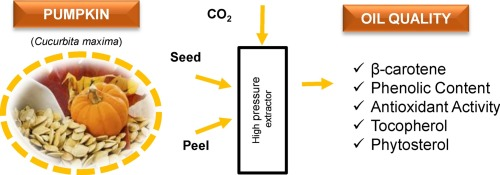 PUMPKIN
(Cucurbita maxima)
CO2
Seed
Peel
High pressure
extractor
OIL QUALITY
✓ β-carotene
✓ Phenolic Content
✓ Antioxidant Activity
✓ Tocopherol
✓ Phytosterol